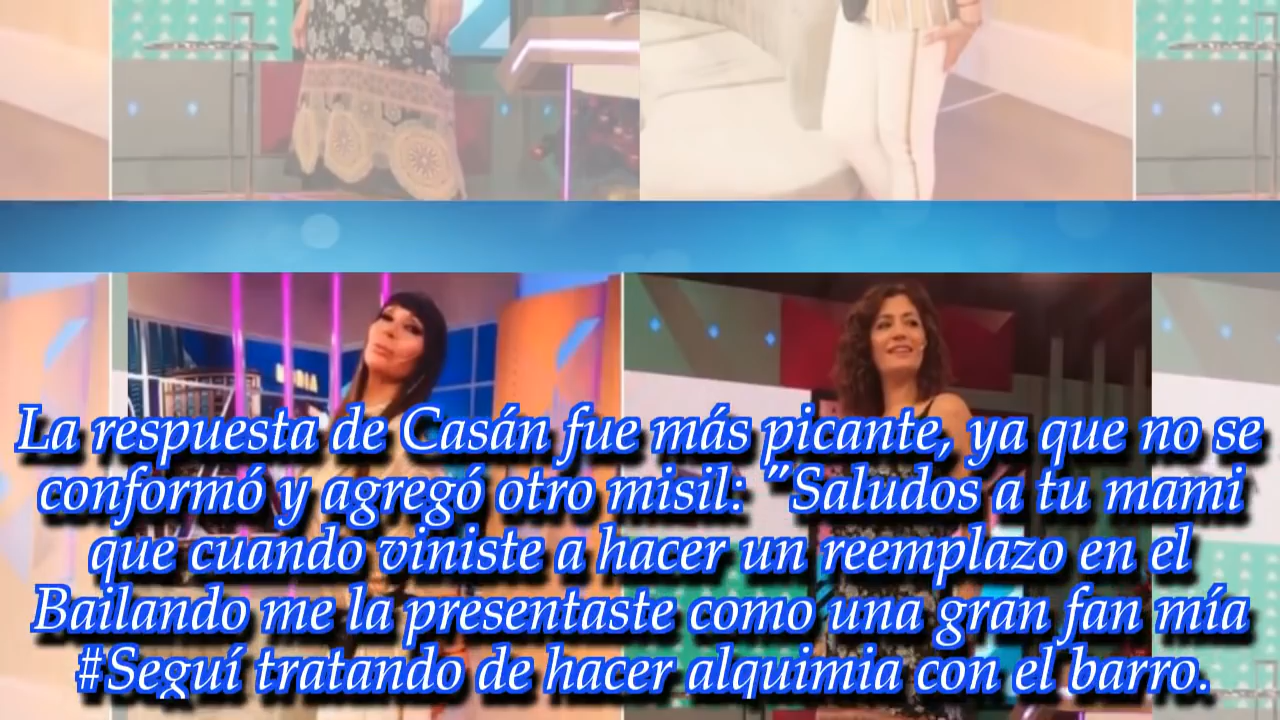 La respuesta de Casán fue más picante, ya que no se
conformó y agregó otro misil: "Saludos a tu mami
que cuando viniste a hacer un reemplazo en el
Bailando me la presentaste como una gran fan mía
#Seguí tratando de hacer alquimia con el barro.